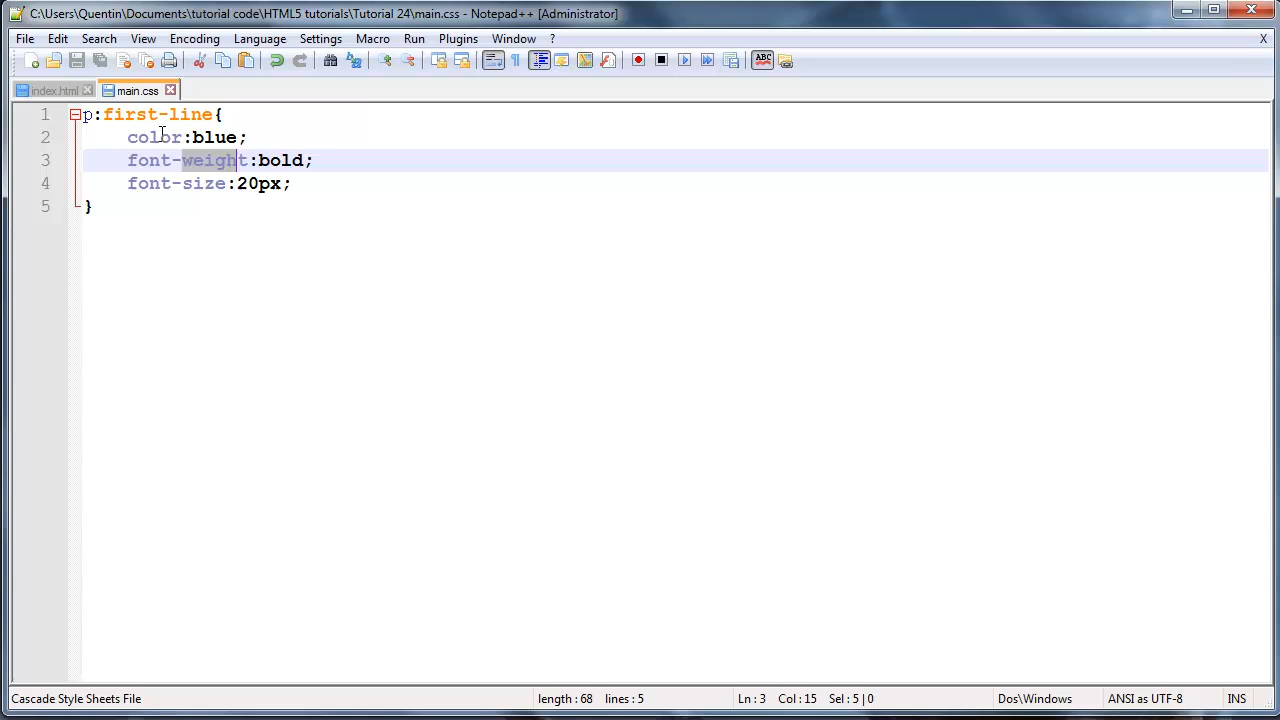 C:\Users\Quentin\Documents\tutorial code\HTML5 tutorials\Tutorial 24\main.css - Notepad++ [Administrator]
File Edit Search View Encoding Language Settings Macro Run Plugins Window ? X
index.html main.css
1 p:first-line{
2 color:blue;
3 font-weight:bold;
4 font-size:20px;
5 }
Cascade Style Sheets File length : 68 lines : 5 Ln : 3 Col : 15 Sel : 5 | 0 Dos\Windows ANSI as UTF-8 INS